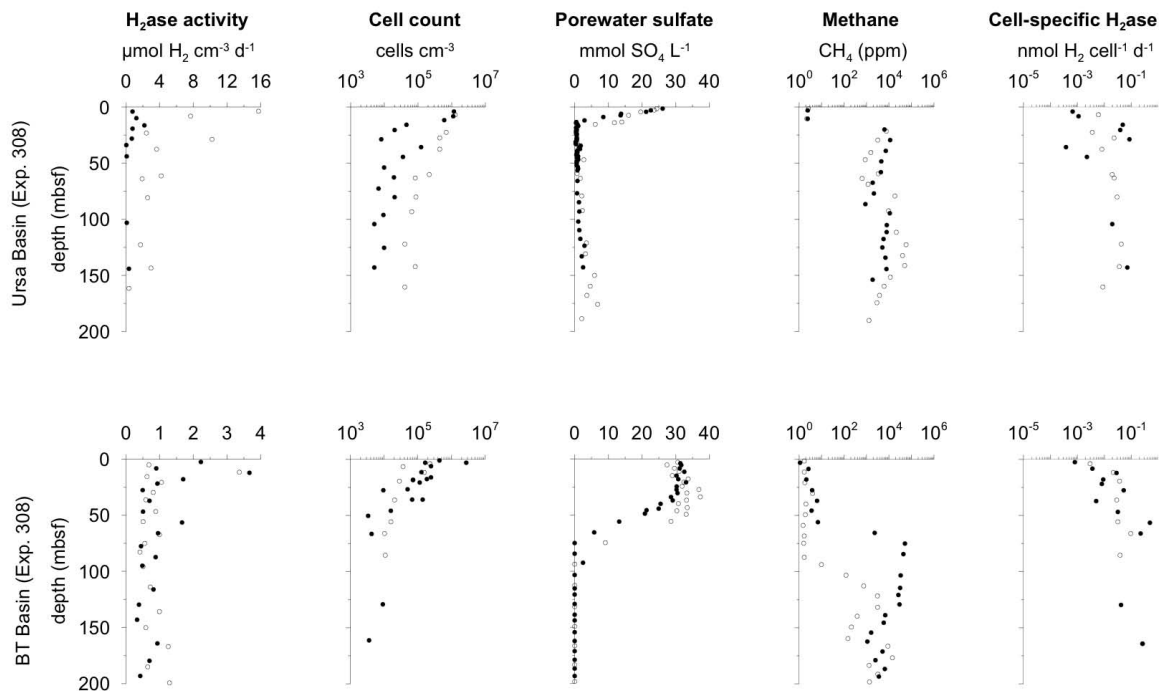 H₂ase activity
Cell count
Porewater sulfate
Methane
Cell-specific H₂ase
µmol H₂ cm⁻³ d⁻¹
cells cm⁻³
mmol SO₄ L⁻¹
CH₄ (ppm)
nmol H₂ cell⁻¹ d⁻¹
0 4 8 12 16
10³ 10⁵ 10⁷
0 10 20 30 40
10⁰ 10² 10⁴ 10⁶
10⁻⁵ 10⁻³ 10⁻¹
0
50
100
150
200
Ursa Basin (Exp. 308)
depth (mbsf)
0 1 2 3 4
10³ 10⁵ 10⁷
0 10 20 30 40
10⁰ 10² 10⁴ 10⁶
10⁻⁵ 10⁻³ 10⁻¹
0
50
100
150
200
BT Basin (Exp. 308)
depth (mbsf)